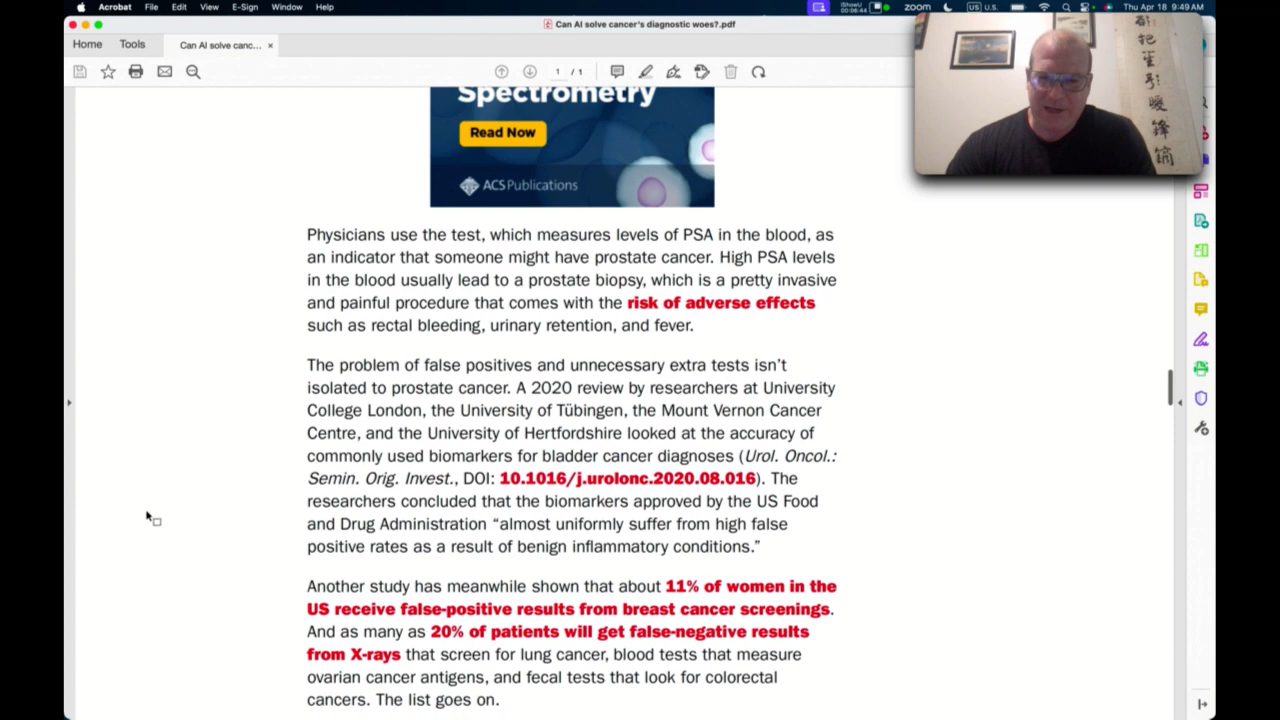 Acrobat File Edit View E-Sign Window Help
zoom U.S. Thu Apr 18 9:49 AM
Can AI solve cancer's diagnostic woes?.pdf
Home Tools Can AI solve canc... ×
1 / 1
Spectrometry
Read Now
ACS Publications
Physicians use the test, which measures levels of PSA in the blood, as
an indicator that someone might have prostate cancer. High PSA levels
in the blood usually lead to a prostate biopsy, which is a pretty invasive
and painful procedure that comes with the risk of adverse effects
such as rectal bleeding, urinary retention, and fever.
The problem of false positives and unnecessary extra tests isn't
isolated to prostate cancer. A 2020 review by researchers at University
College London, the University of Tübingen, the Mount Vernon Cancer
Centre, and the University of Hertfordshire looked at the accuracy of
commonly used biomarkers for bladder cancer diagnoses (Urol. Oncol.:
Semin. Orig. Invest., DOI: 10.1016/j.urolonc.2020.08.016). The
researchers concluded that the biomarkers approved by the US Food
and Drug Administration “almost uniformly suffer from high false
positive rates as a result of benign inflammatory conditions.”
Another study has meanwhile shown that about 11% of women in the
US receive false-positive results from breast cancer screenings.
And as many as 20% of patients will get false-negative results
from X-rays that screen for lung cancer, blood tests that measure
ovarian cancer antigens, and fecal tests that look for colorectal
cancers. The list goes on.